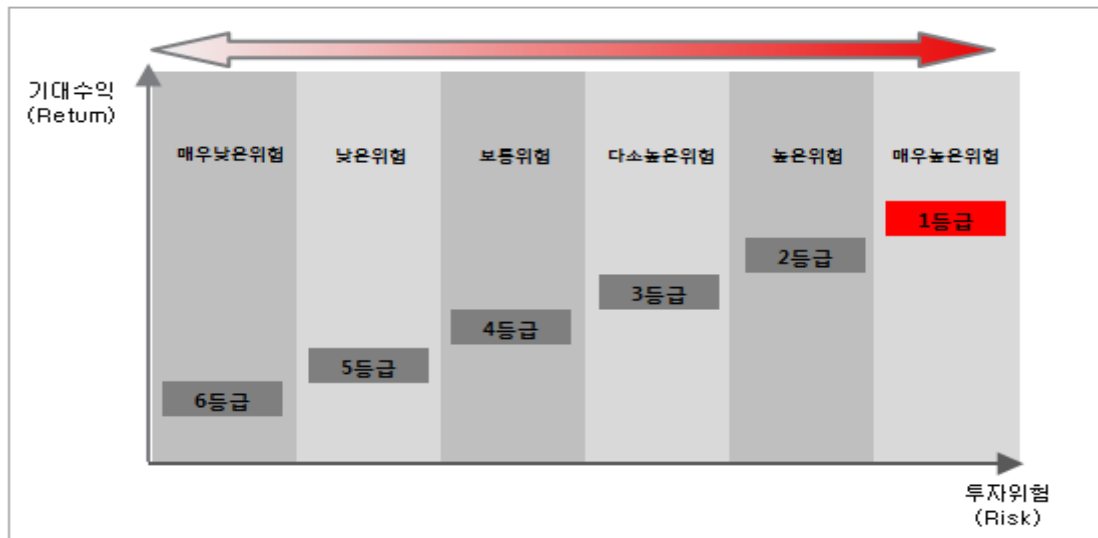 기대수익
(Return)
매우낮은위험
낮은위험
보통위험
다소높은위험
높은위험
매우높은위험
1등급
2등급
3등급
4등급
5등급
6등급
투자위험
(Risk)